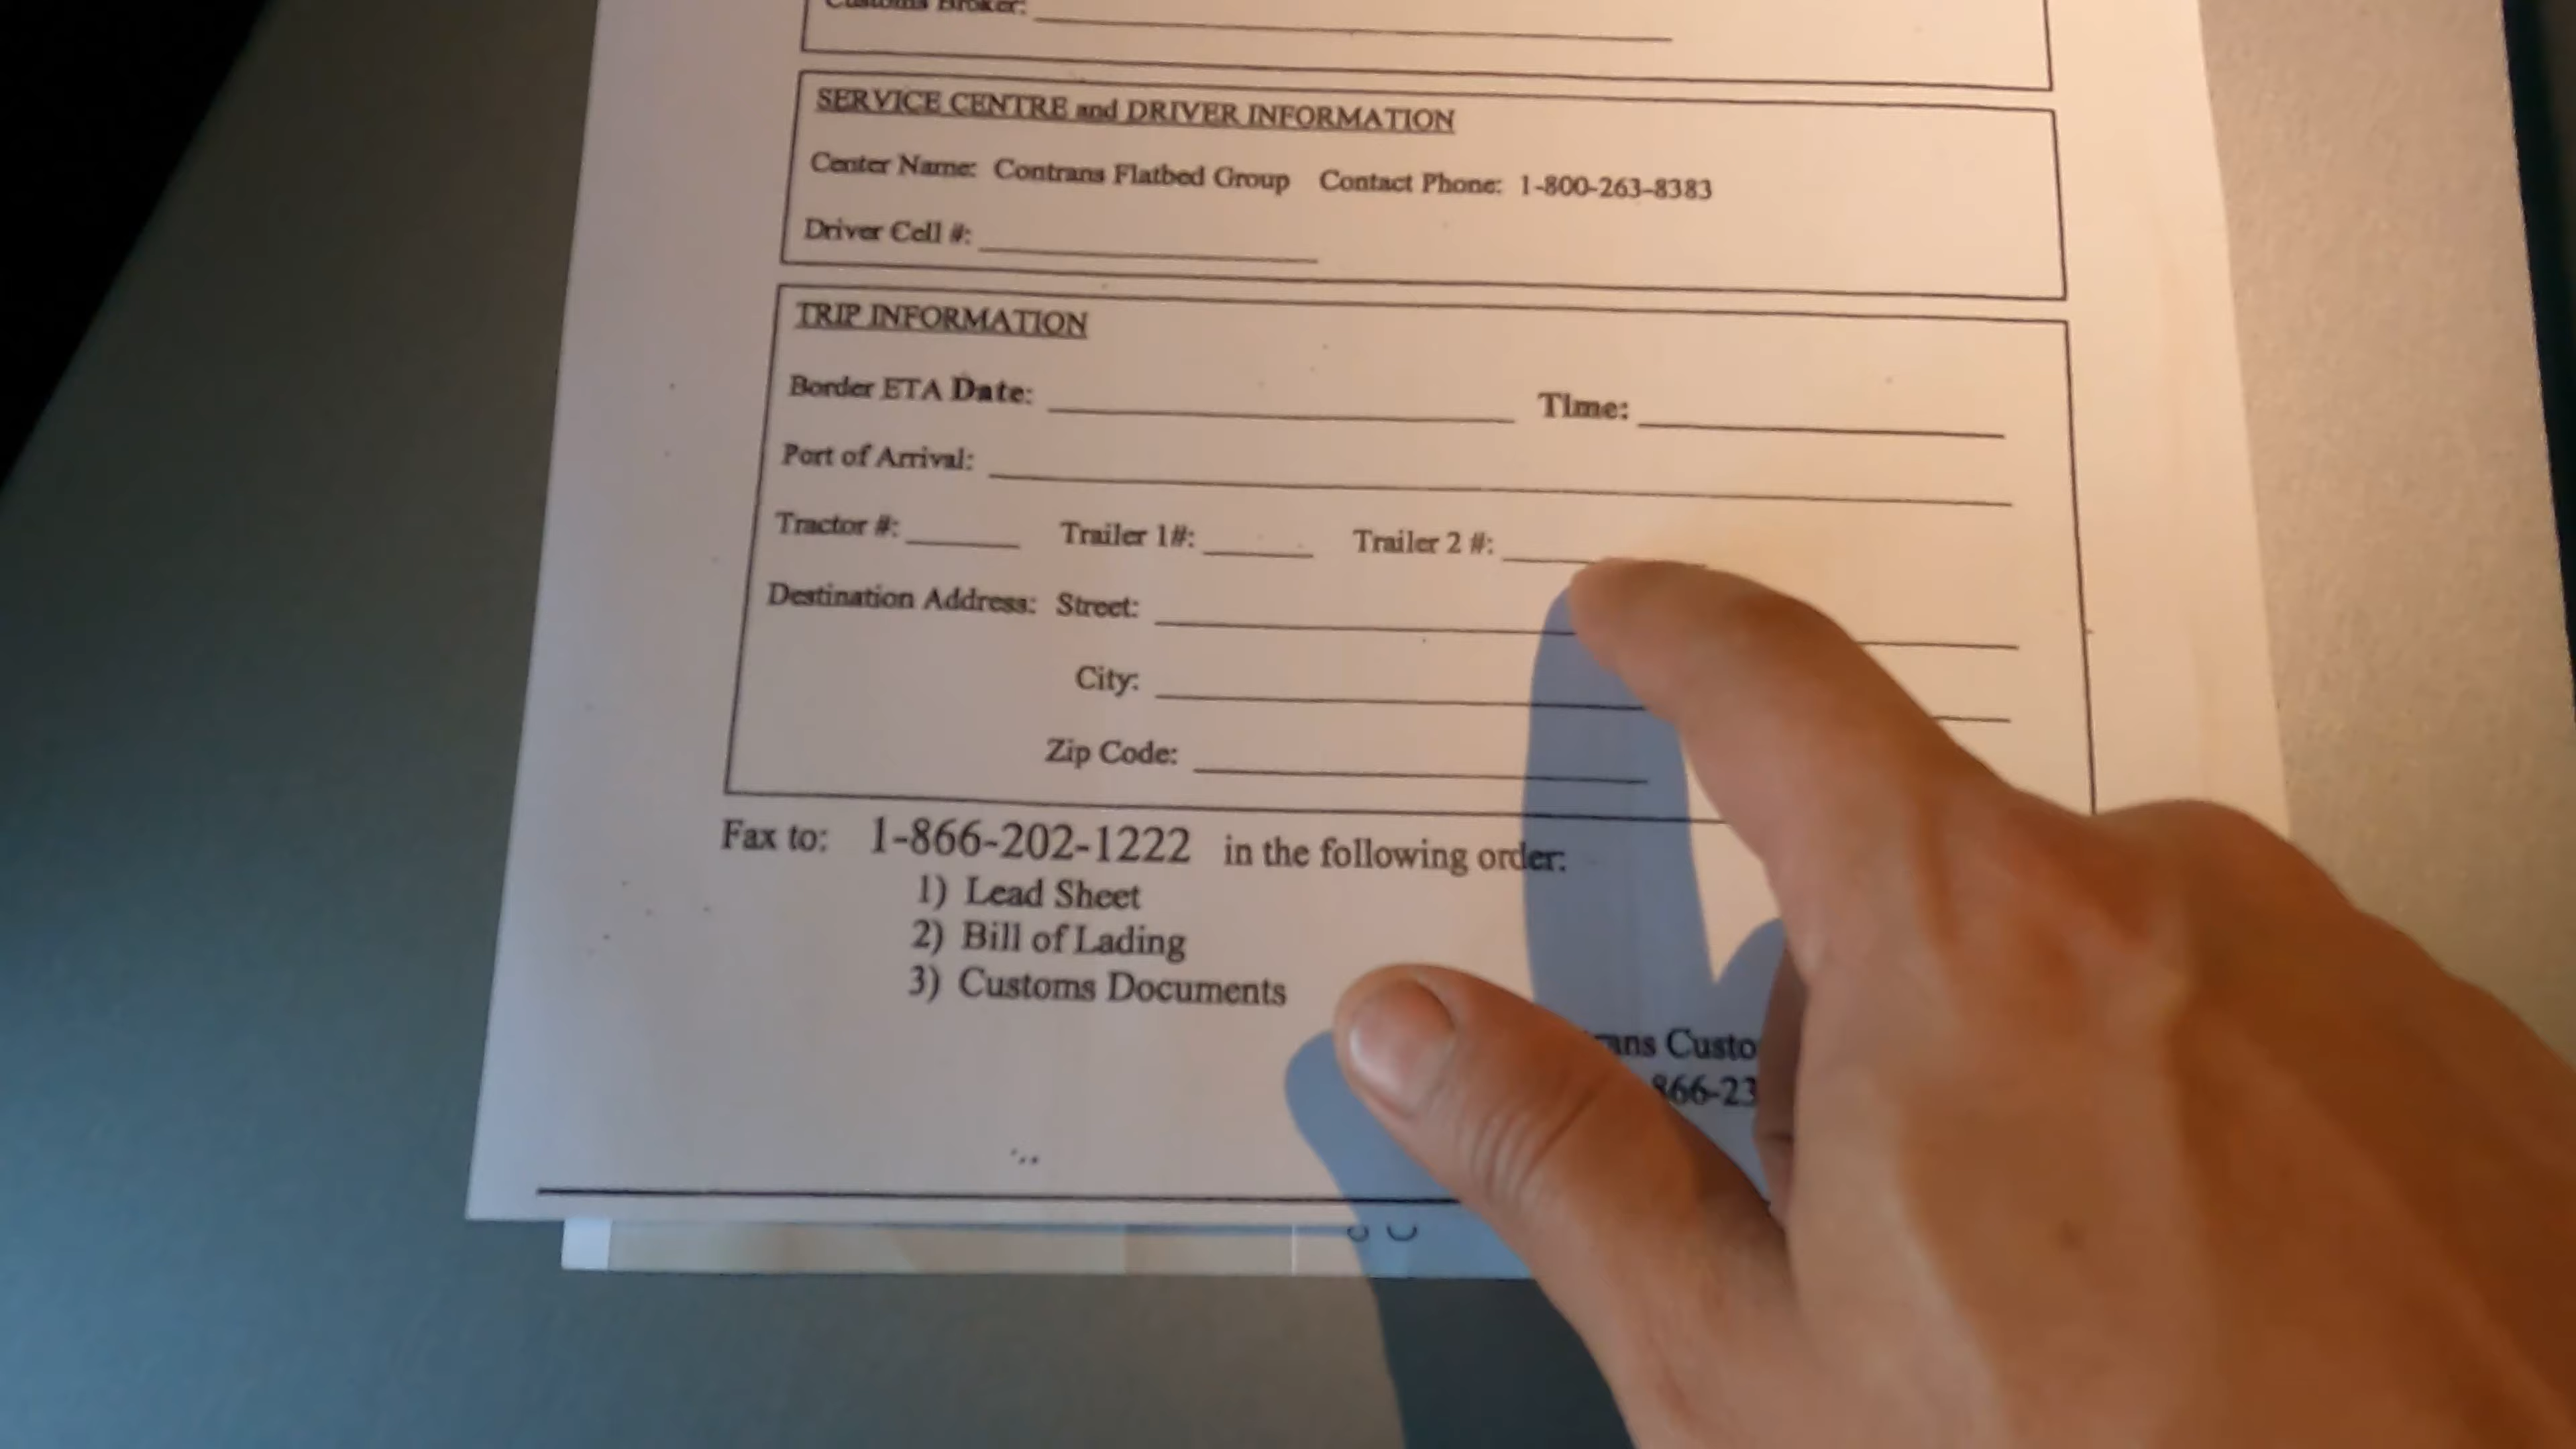 Customs Broker:
SERVICE CENTRE and DRIVER INFORMATION
Center Name: Contrans Flatbed Group Contact Phone: 1-800-263-8383
Driver Cell #:
TRIP INFORMATION
Border ETA Date: Time:
Port of Arrival:
Tractor #: Trailer 1#: Trailer 2 #:
Destination Address: Street:
City:
Zip Code:
Fax to: 1-866-202-1222 in the following order:
1) Lead Sheet
2) Bill of Lading
3) Customs Documents